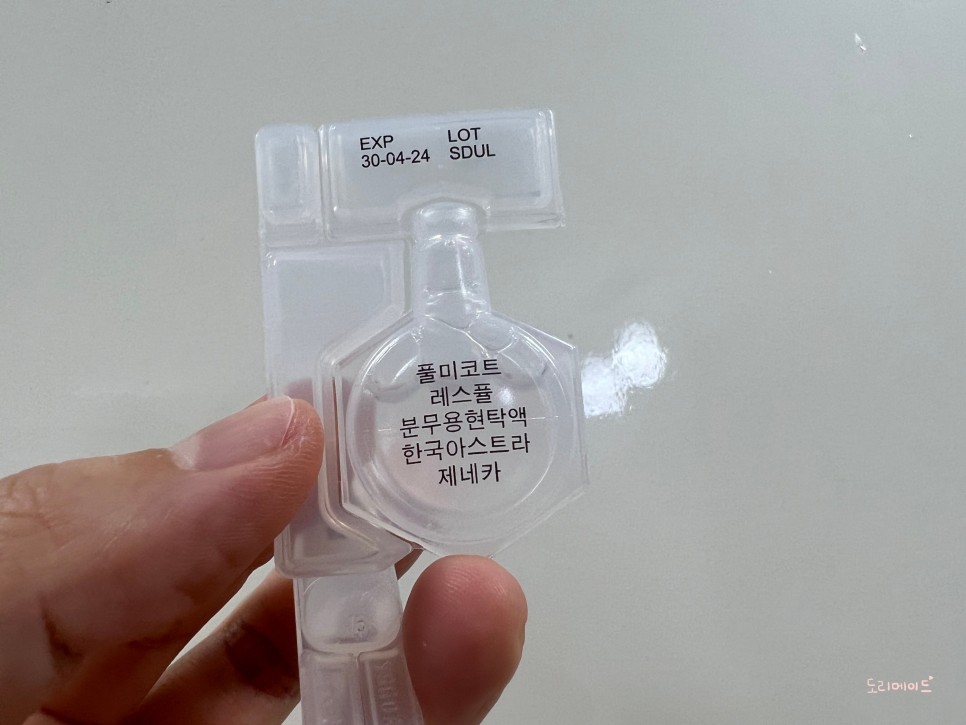 EXP LOT
30-04-24 SDUL
풀미코트
레스퓰
분무용현탁액
한국아스트라
제네카
도리메이드